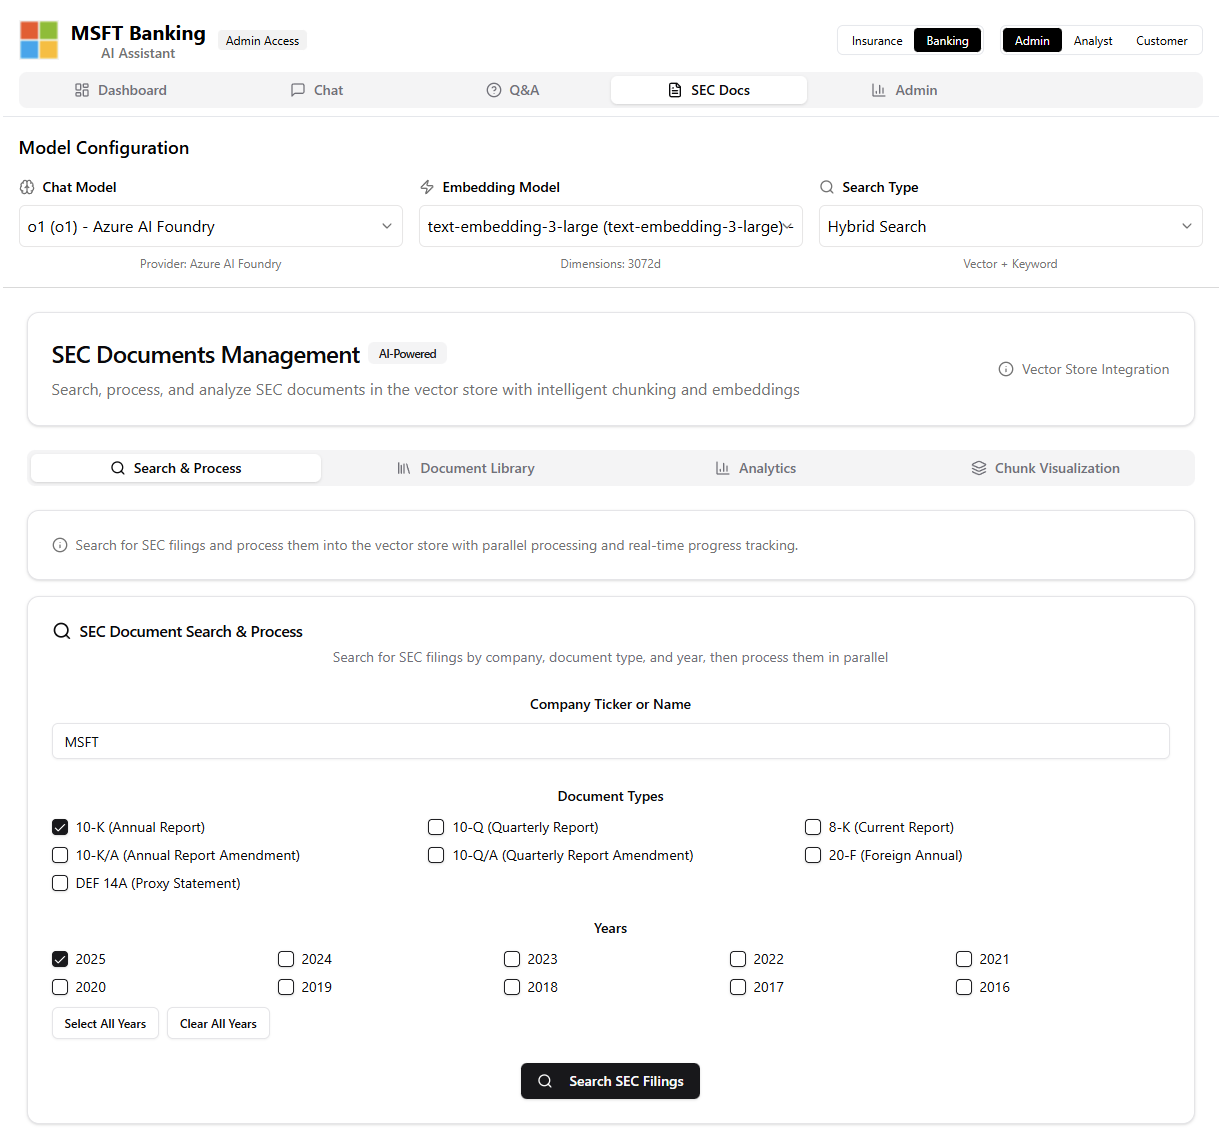 MSFT Banking
AI Assistant
Admin Access
Insurance Banking Admin Analyst Customer
Dashboard Chat Q&A SEC Docs Admin
Model Configuration
Chat Model Embedding Model Search Type
o1 (o1) - Azure AI Foundry text-embedding-3-large (text-embedding-3-large) - Hybrid Search
Provider: Azure AI Foundry Dimensions: 3072d Vector + Keyword
SEC Documents Management AI-Powered
Search, process, and analyze SEC documents in the vector store with intelligent chunking and embeddings
Vector Store Integration
Search & Process Document Library Analytics Chunk Visualization
Search for SEC filings and process them into the vector store with parallel processing and real-time progress tracking.
SEC Document Search & Process
Search for SEC filings by company, document type, and year, then process them in parallel
Company Ticker or Name
MSFT
Document Types
10-K (Annual Report) 10-Q (Quarterly Report) 8-K (Current Report)
10-K/A (Annual Report Amendment) 10-Q/A (Quarterly Report Amendment) 20-F (Foreign Annual)
DEF 14A (Proxy Statement)
Years
2025 2024 2023 2022 2021
2020 2019 2018 2017 2016
Select All Years Clear All Years
Search SEC Filings